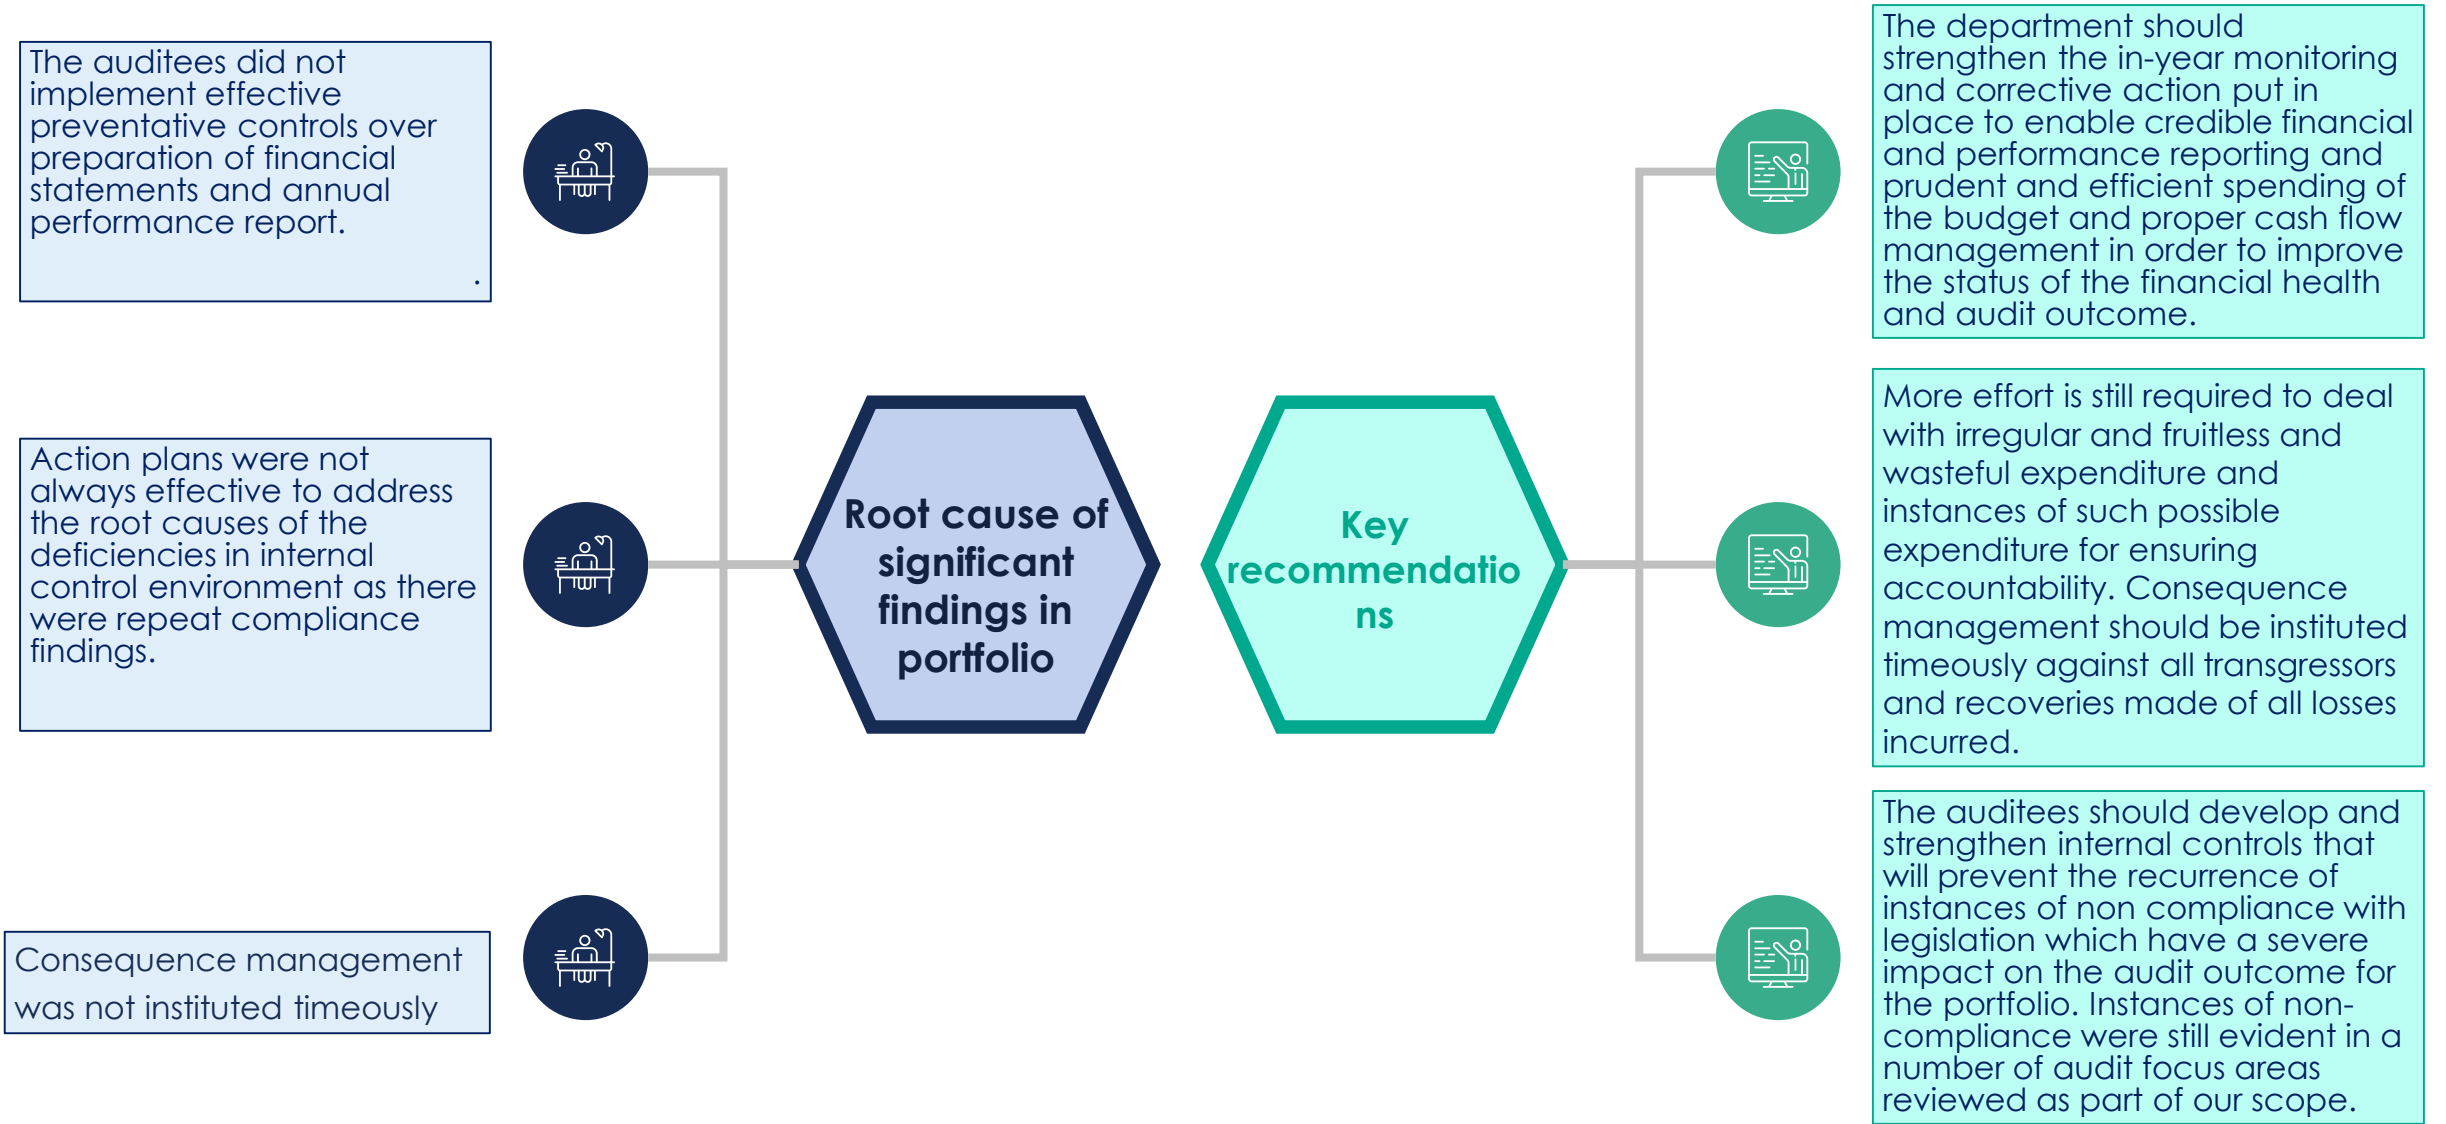 The auditees did not
implement effective
preventative controls over
preparation of financial
statements and annual
performance report.
.
Action plans were not
always effective to address
the root causes of the
deficiencies in internal
control environment as there
were repeat compliance
findings.
Consequence management
was not instituted timeously
Root cause of
significant
findings in
portfolio
Key
recommendatio
ns
The department should
strengthen the in-year monitoring
and corrective action put in
place to enable credible financial
and performance reporting and
prudent and efficient spending of
the budget and proper cash flow
management in order to improve
the status of the financial health
and audit outcome.
More effort is still required to deal
with irregular and fruitless and
wasteful expenditure and
instances of such possible
expenditure for ensuring
accountability. Consequence
management should be instituted
timeously against all transgressors
and recoveries made of all losses
incurred.
The auditees should develop and
strengthen internal controls that
will prevent the recurrence of
instances of non compliance with
legislation which have a severe
impact on the audit outcome for
the portfolio. Instances of non-
compliance were still evident in a
number of audit focus areas
reviewed as part of our scope.